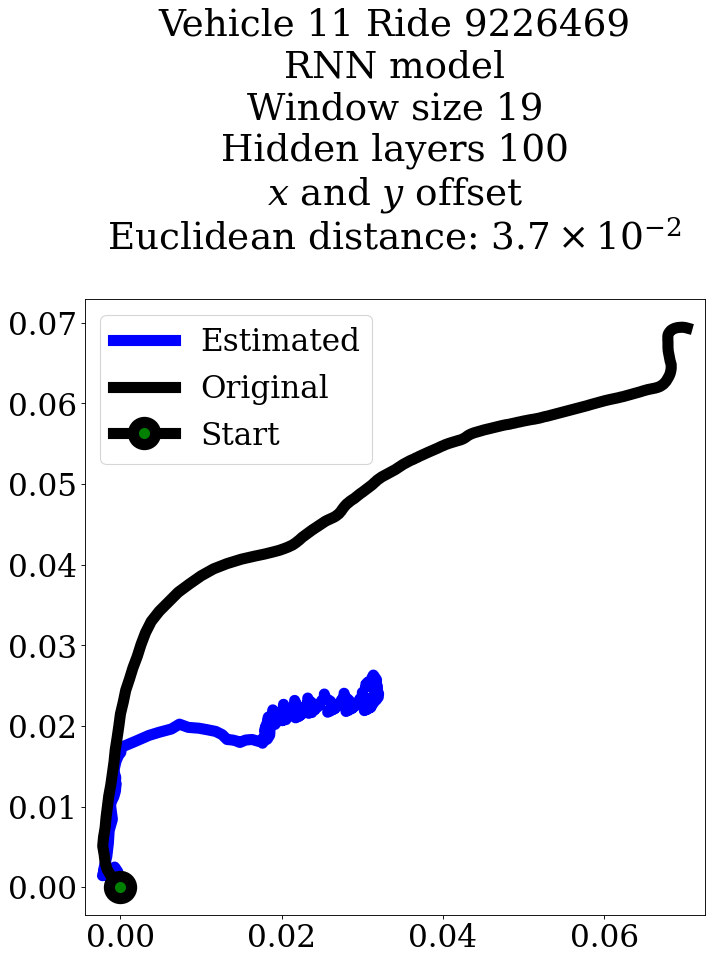 Vehicle 11 Ride 9226469
RNN model
Window size 19
Hidden layers 100
x and y offset
Euclidean distance: 3.7 × 10⁻²
Estimated
Original
Start
0.07
0.06
0.05
0.04
0.03
0.02
0.01
0.00
0.00 0.02 0.04 0.06